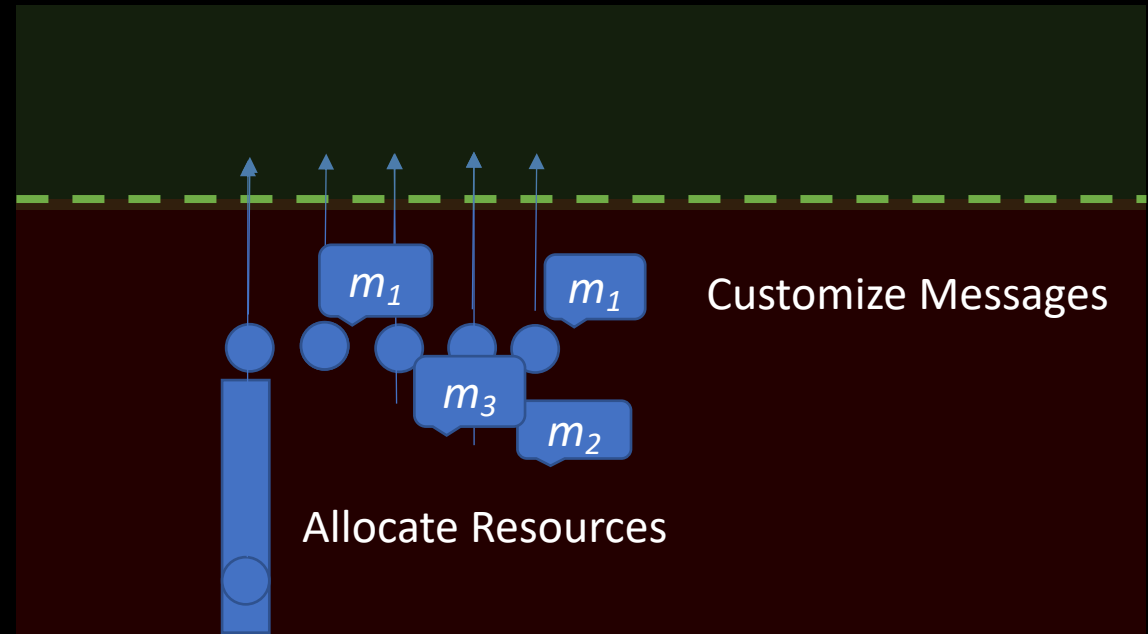 m₁
m₁
Customize Messages
m₃
m₂
Allocate Resources